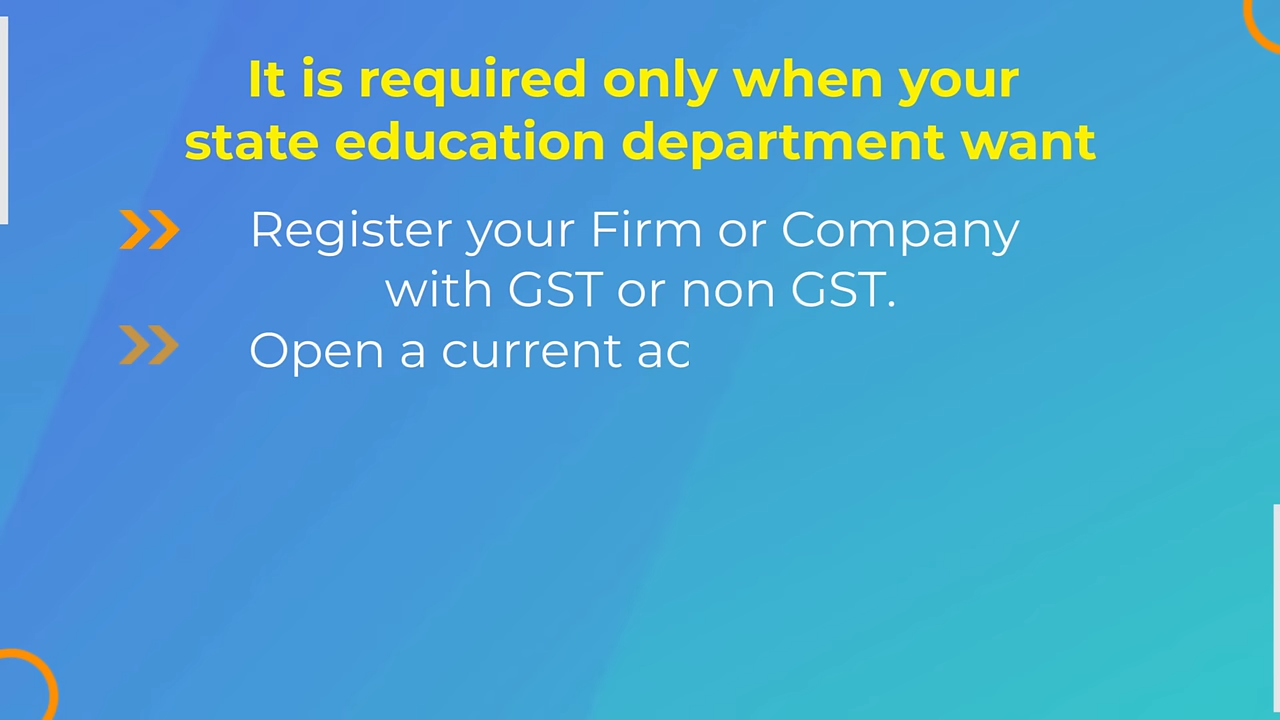 It is required only when your
state education department want
Register your Firm or Company
with GST or non GST.
Open a current ac